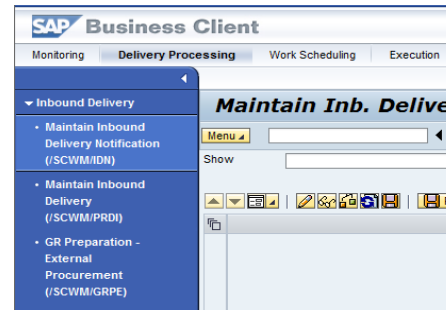 SAP Business Client
Monitoring Delivery Processing Work Scheduling Execution
Inbound Delivery
Maintain Inb. Delive
Maintain Inbound
Delivery Notification
(/SCWM/IDN)
Menu
Show
Maintain Inbound
Delivery
(/SCWM/PRDI)
GR Preparation -
External
Procurement
(/SCWM/GRPE)